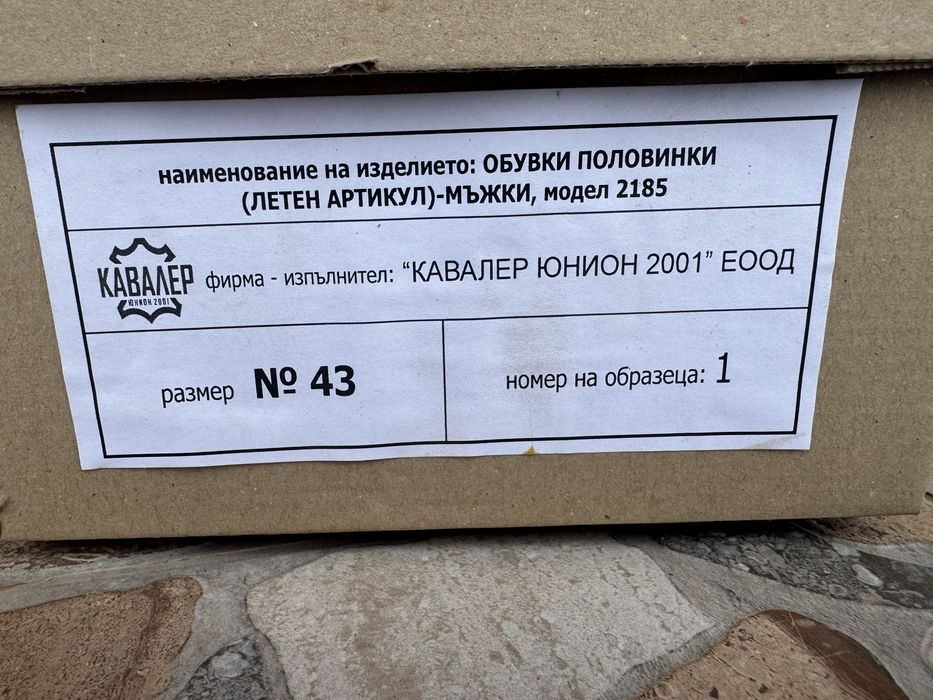 наименование на изделието: ОБУВКИ ПОЛОВИНКИ
(ЛЕТЕН АРТИКУЛ)-МЪЖКИ, модел 2185
КАВАЛЕР
ЮНИОН 2001
фирма - изпълнител: “КАВАЛЕР ЮНИОН 2001” ЕООД
размер № 43
номер на образеца: 1